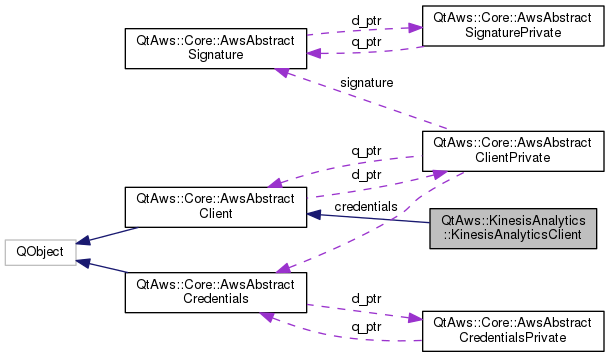 QtAws::Core::AwsAbstract
SignaturePrivate
d_ptr
q_ptr
QtAws::Core::AwsAbstract
Signature
signature
QtAws::Core::AwsAbstract
ClientPrivate
q_ptr
d_ptr
QtAws::Core::AwsAbstract
Client
credentials
QtAws::KinesisAnalytics
::KinesisAnalyticsClient
QObject
QtAws::Core::AwsAbstract
Credentials
d_ptr
q_ptr
QtAws::Core::AwsAbstract
CredentialsPrivate